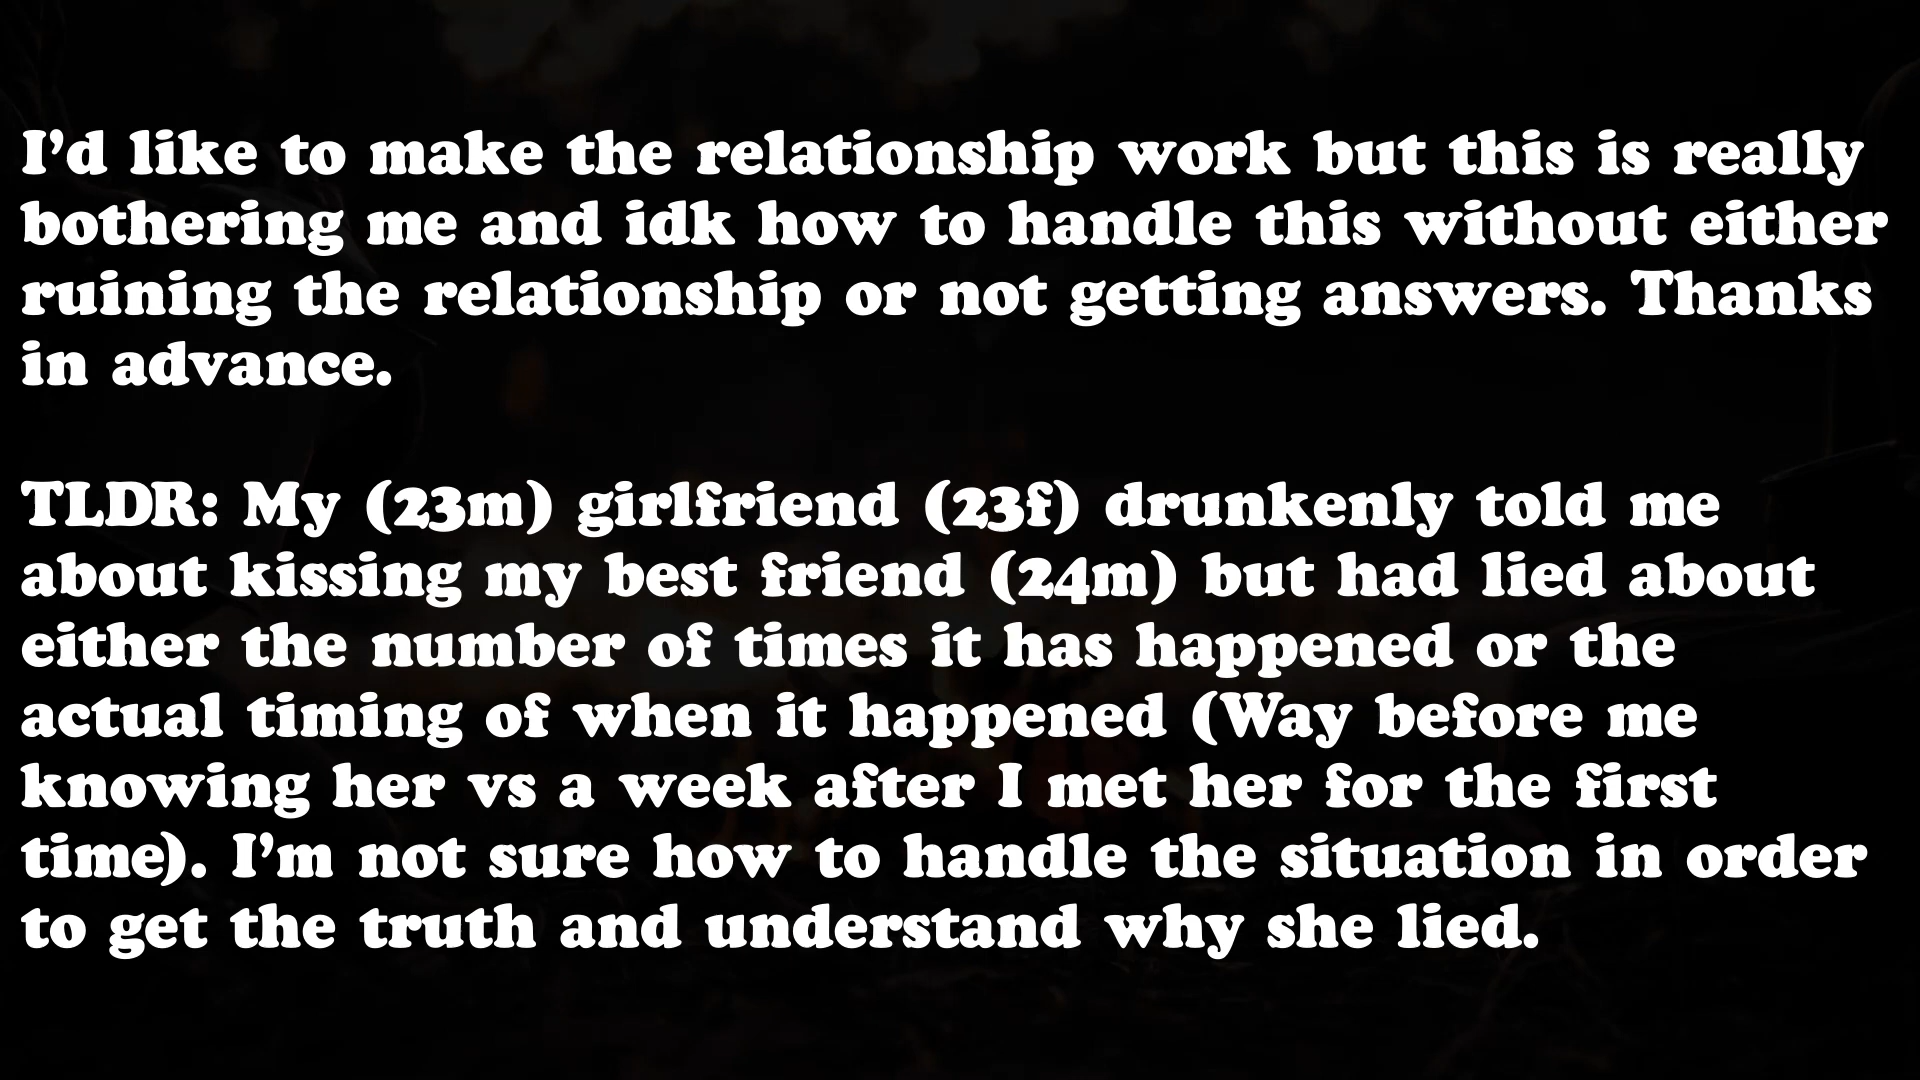 I’d like to make the relationship work but this is really
bothering me and idk how to handle this without either
ruining the relationship or not getting answers. Thanks
in advance.
TLDR: My (23m) girlfriend (23f) drunkenly told me
about kissing my best friend (24m) but had lied about
either the number of times it has happened or the
actual timing of when it happened (Way before me
knowing her vs a week after I met her for the first
time). I’m not sure how to handle the situation in order
to get the truth and understand why she lied.